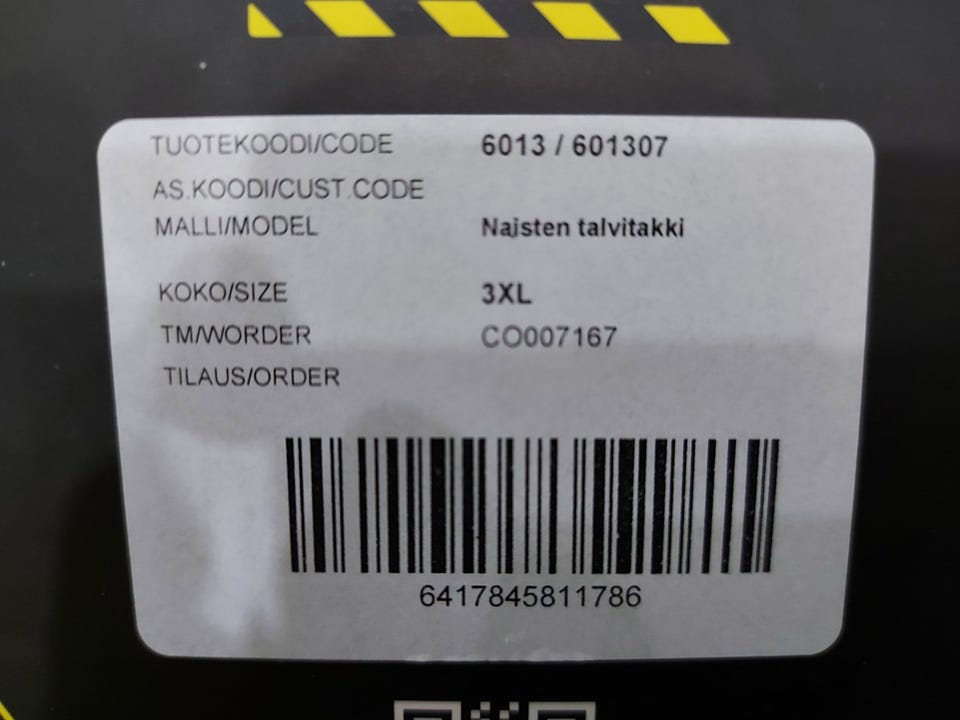 TUOTEKOODI/CODE 6013 / 601307
AS.KOODI/CUST.CODE
MALLI/MODEL Naisten talvitakki
KOKO/SIZE 3XL
TM/WORDER CO007167
TILAUS/ORDER
6417845811786